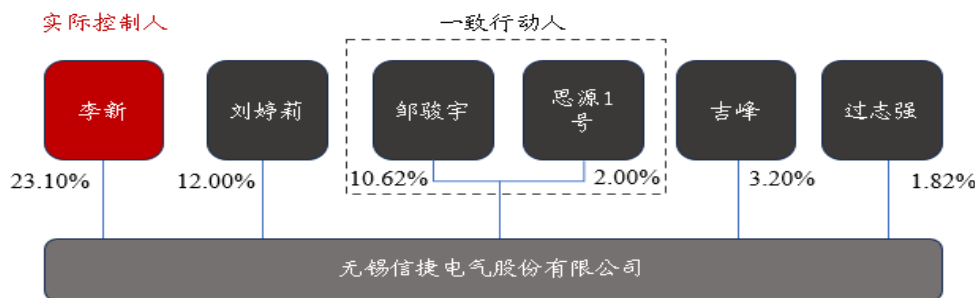 实际控制人
一致行动人
李新
刘婷莉
邹骏宇
思源1
号
吉峰
过志强
23.10%
12.00%
10.62%
2.00%
3.20%
1.82%
无锡信捷电气股份有限公司